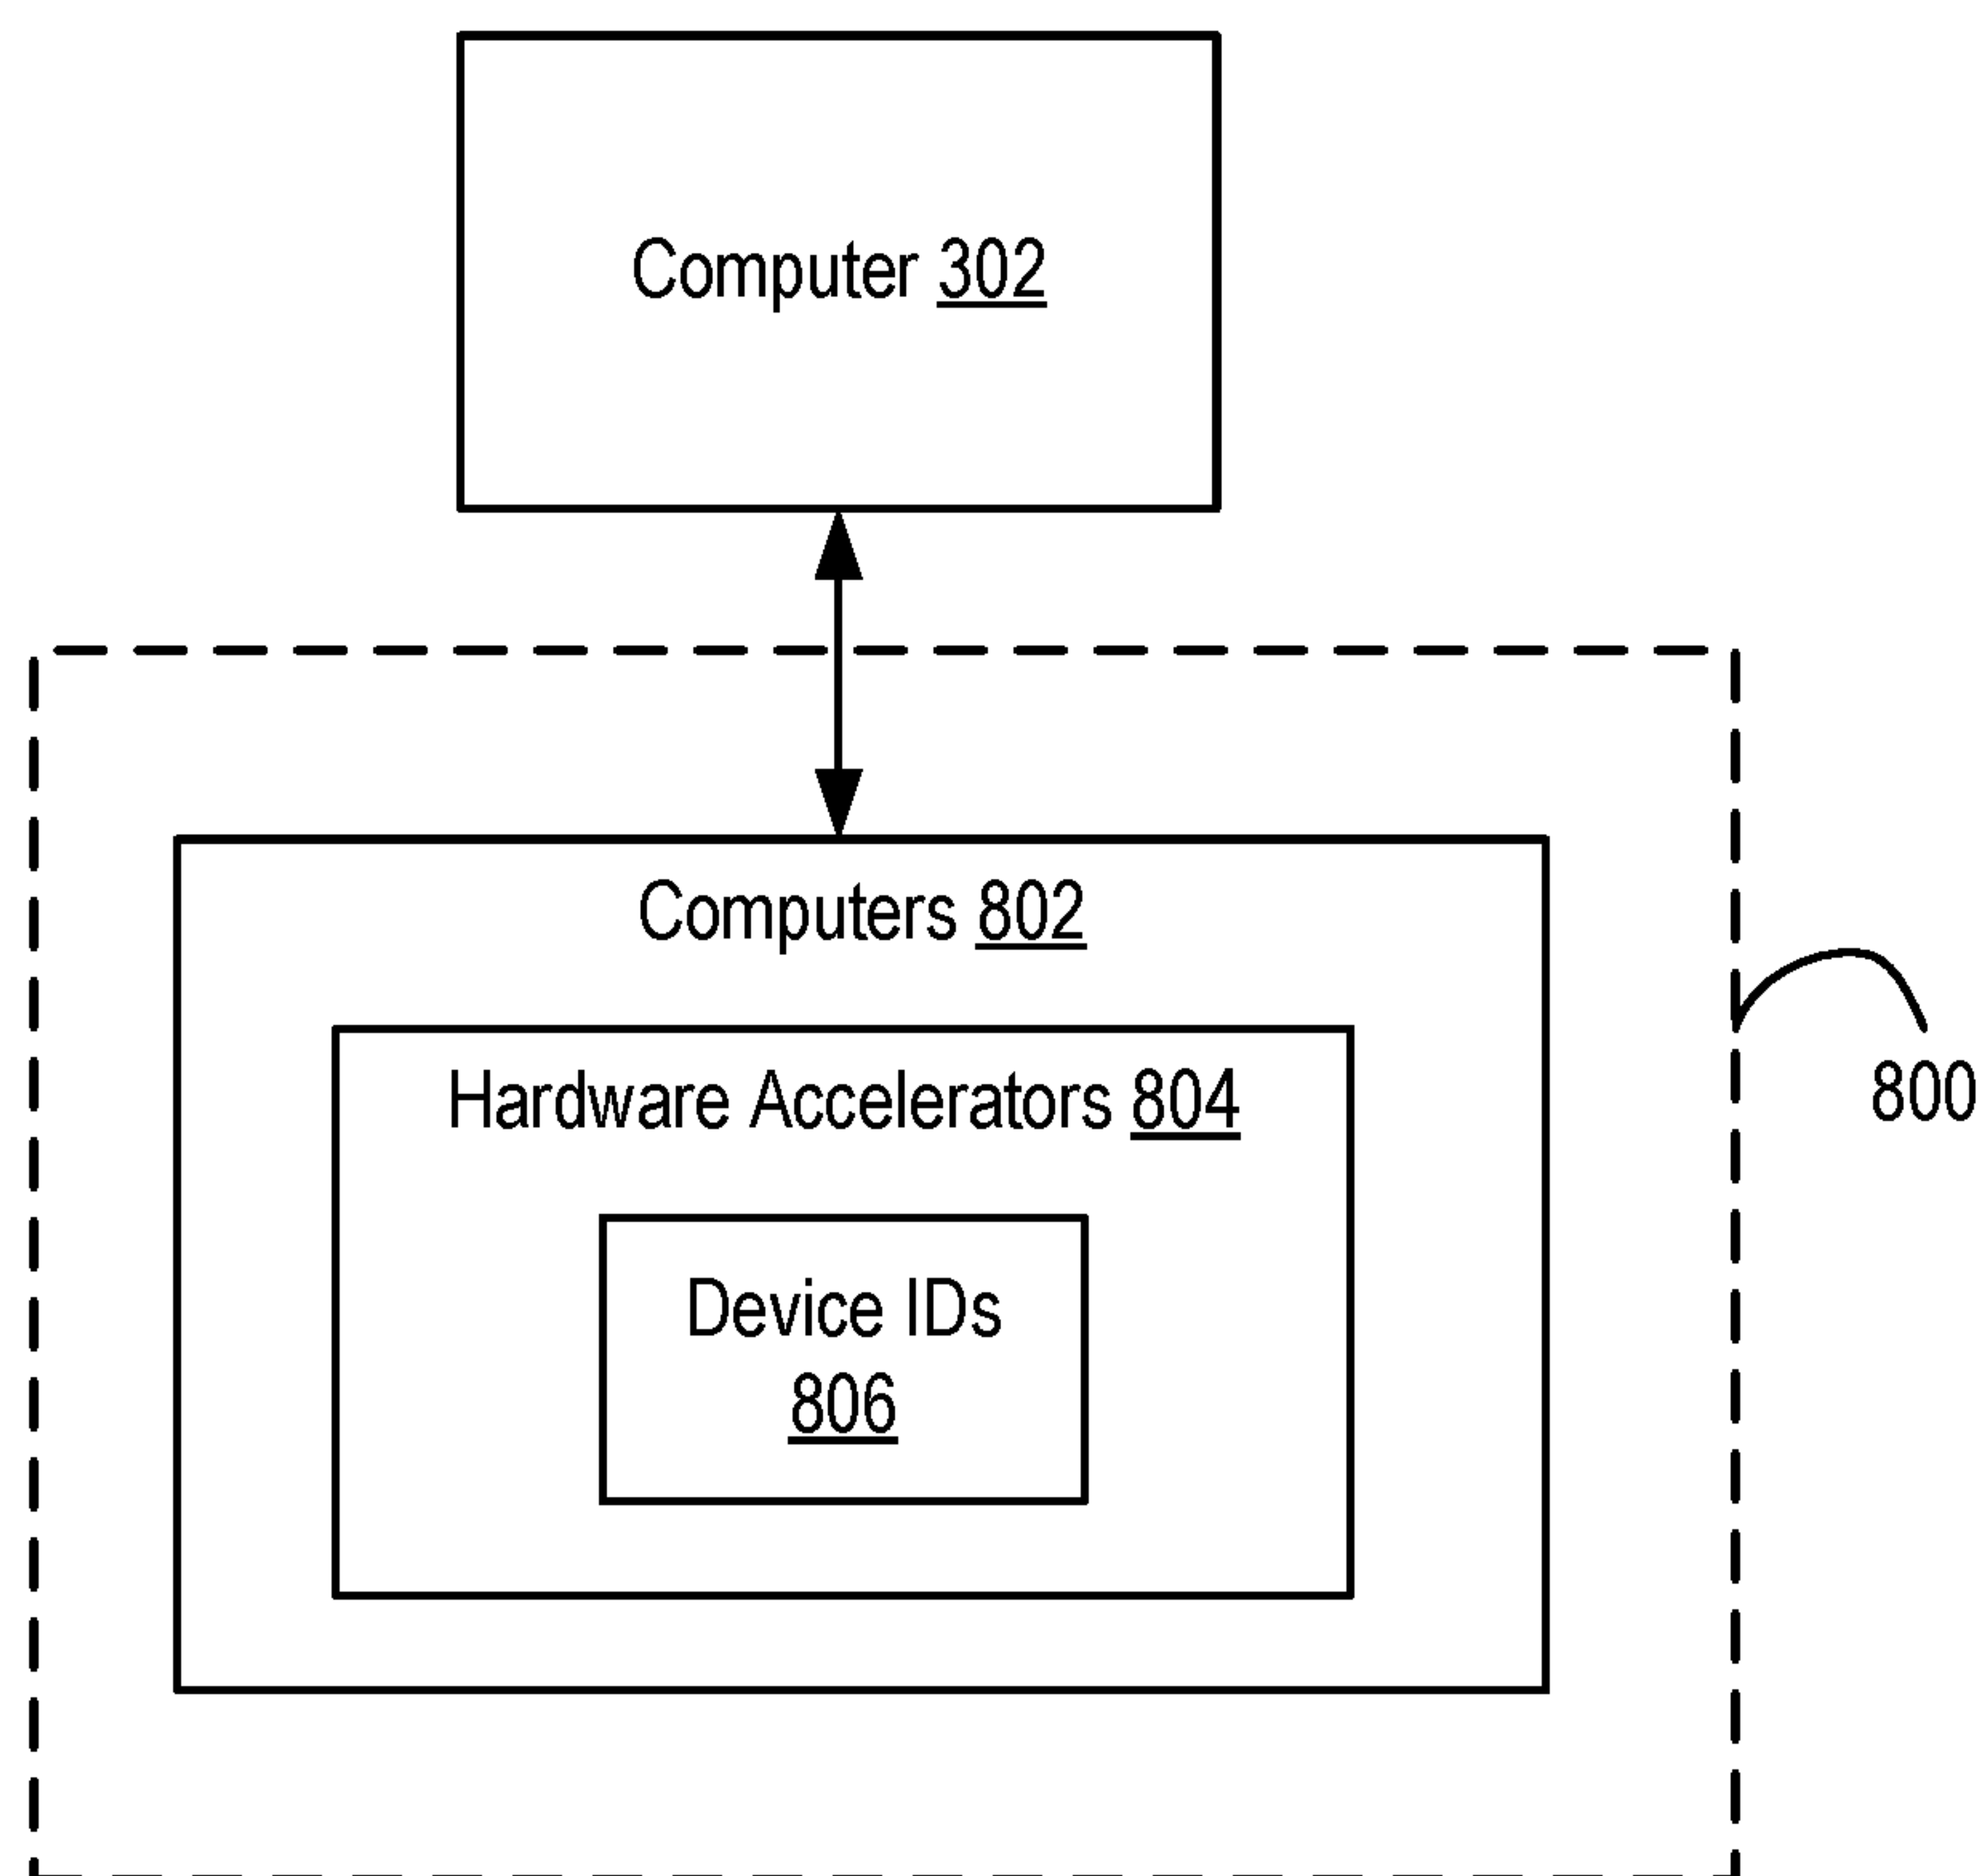 Computer 302
Computers 802
Hardware Accelerators 804
800
Device IDs
806